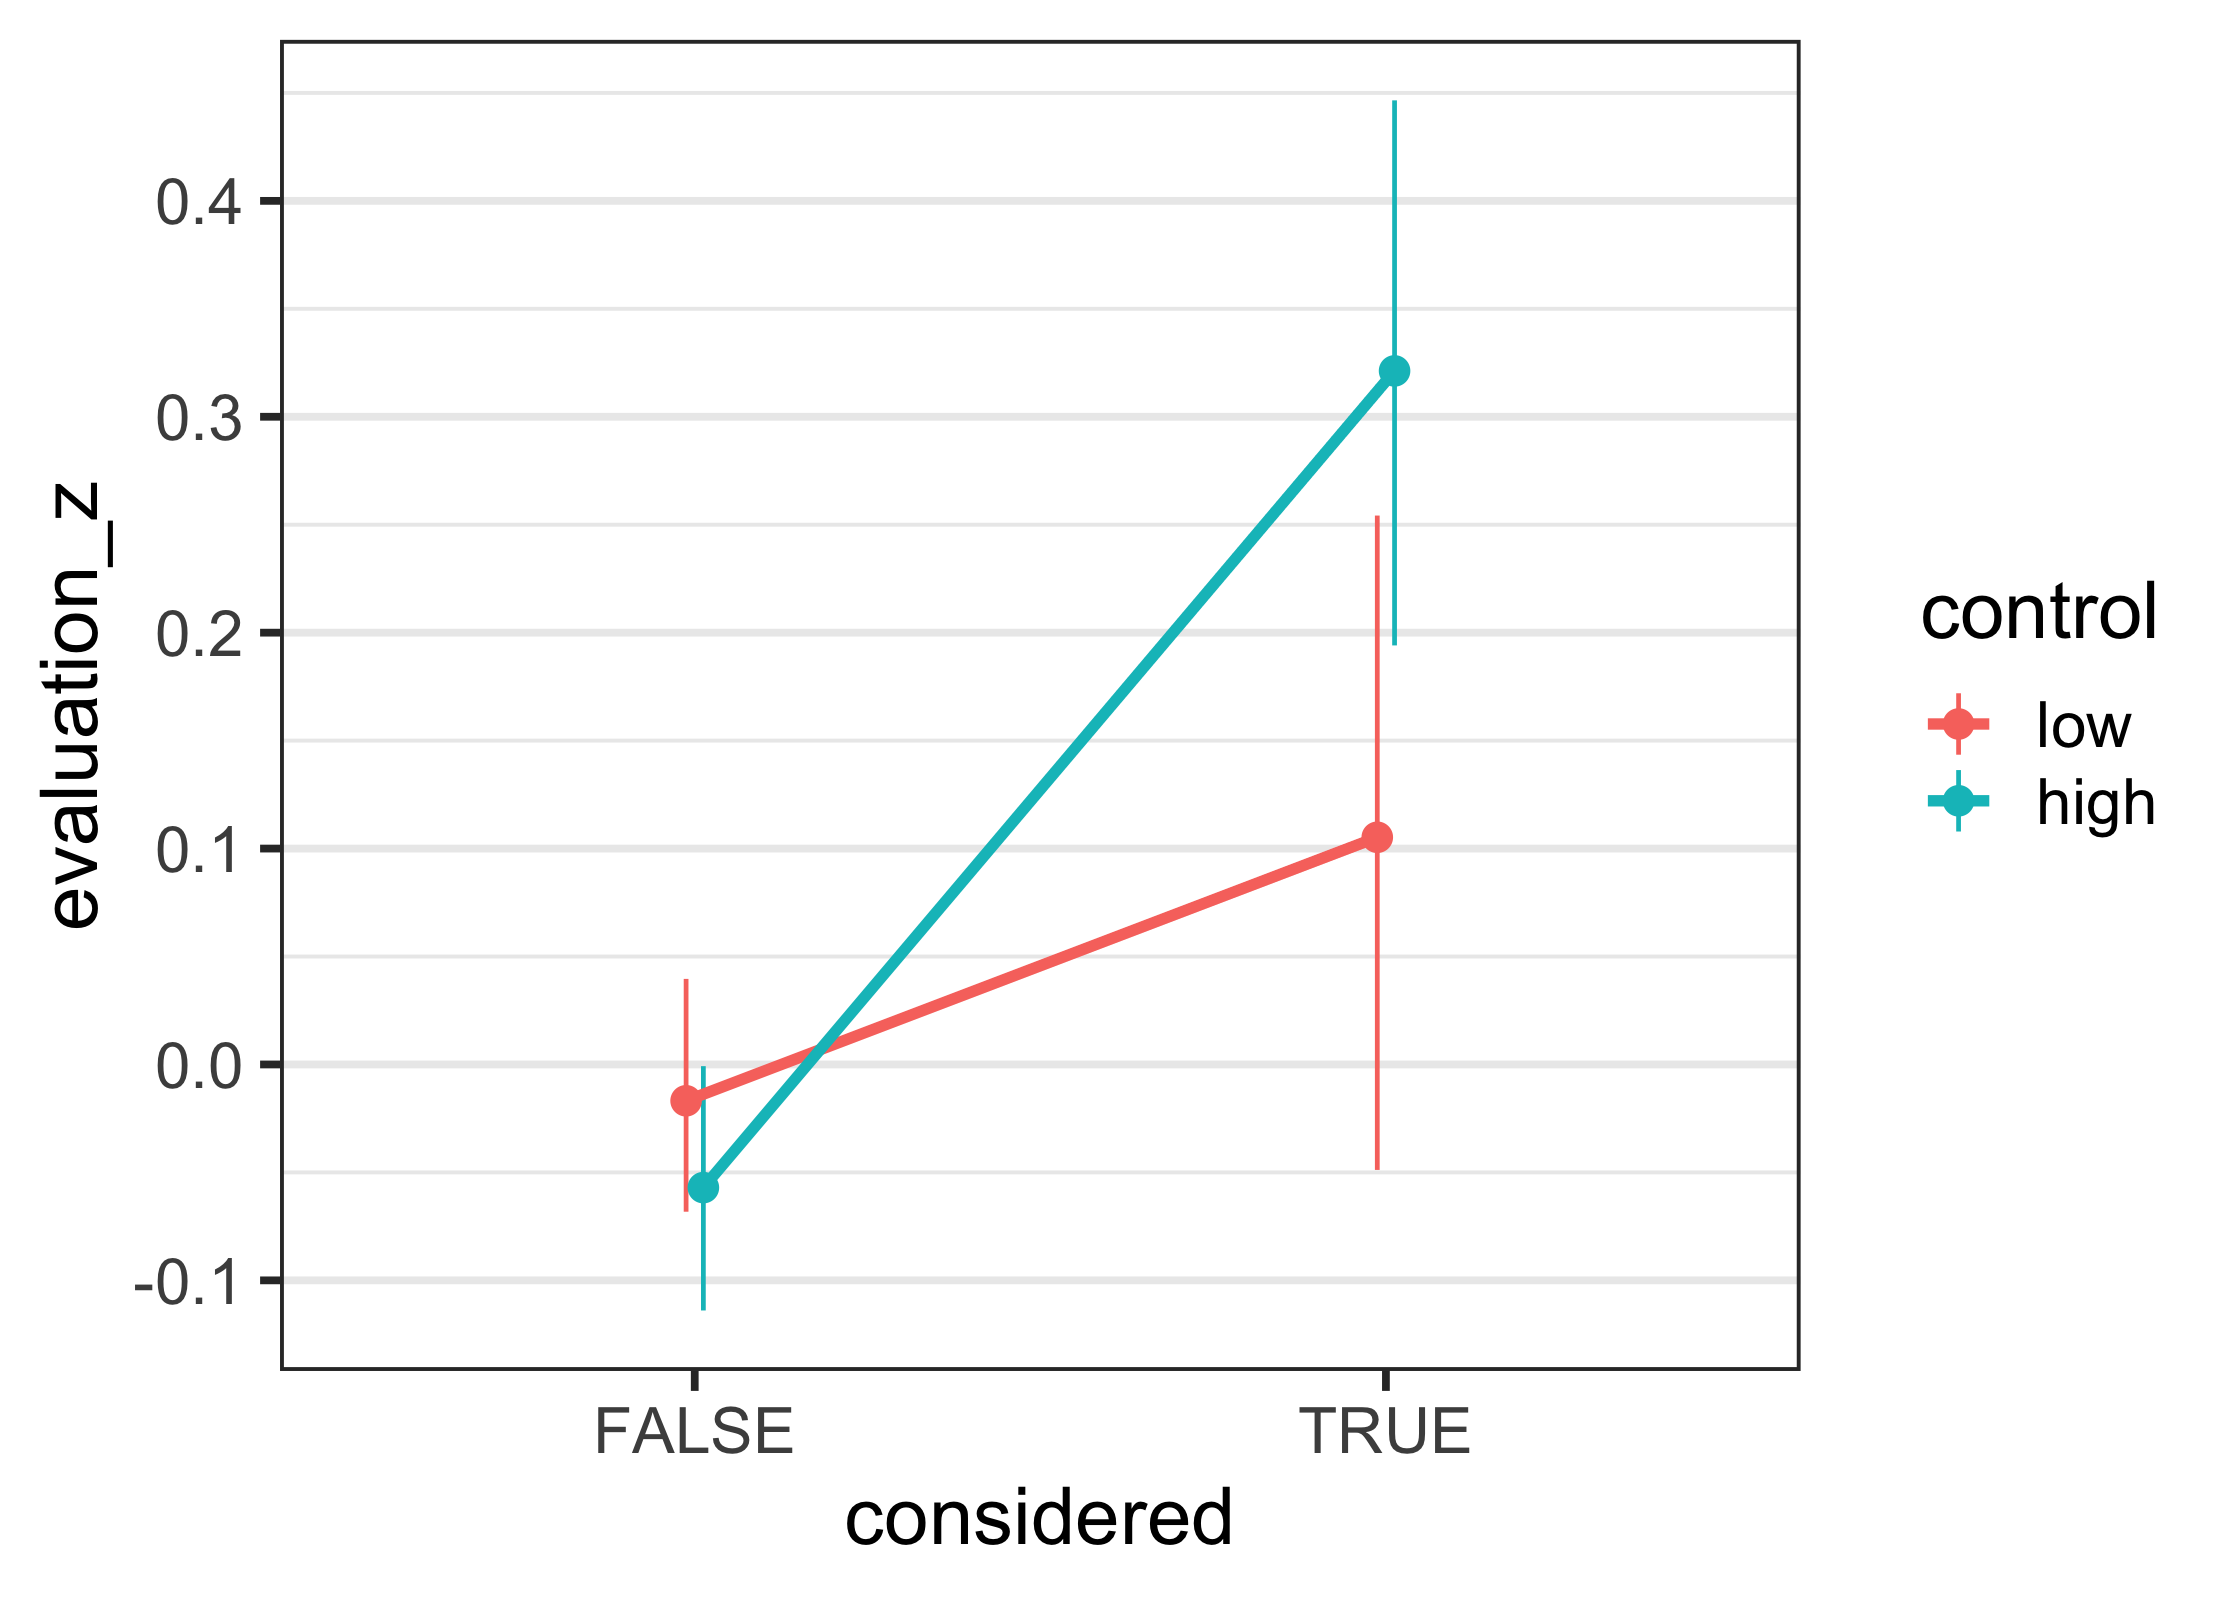 0.4
0.3
0.2
0.1
0.0
-0.1
evaluation_z
FALSE
TRUE
considered
control
low
high